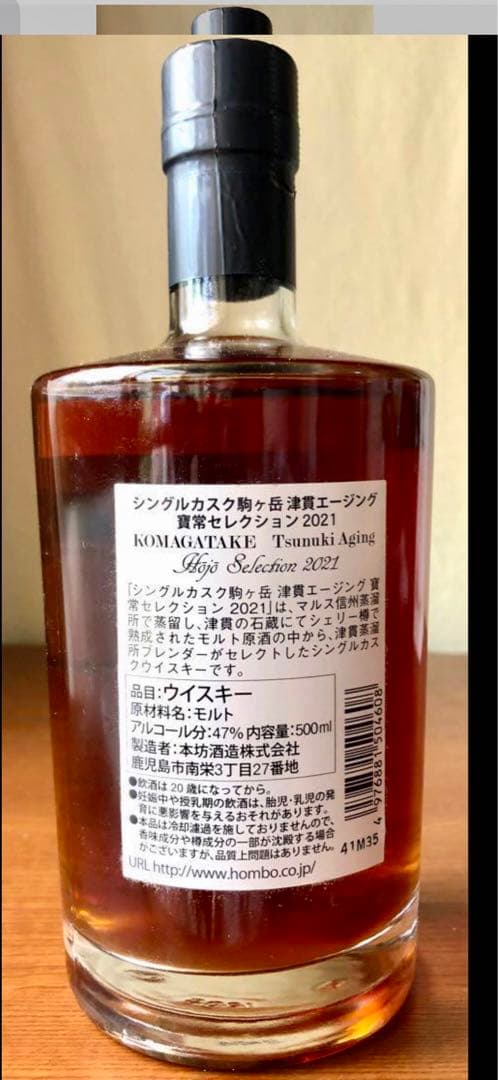 シングルカスク駒ヶ岳 津貫エージング
寶常セレクション2021
KOMAGATAKE Tsunuki Aging
Hōjō Selection 2021
「シングルカスク駒ヶ岳 津貫エージング 寶
常セレクション 2021」は、マルス信州蒸溜
所で蒸留し、津貫の石蔵にてシェリー樽で
熟成されたモルト原酒の中から、津貫蒸溜
所ブレンダーがセレクトしたシングルカス
クウイスキーです。
品目:ウイスキー
原材料名:モルト
アルコール分:47% 内容量:500ml
製造者:本坊酒造株式会社
鹿児島市南栄3丁目27番地
●飲酒は20歳になってから。
●妊娠中や授乳期の飲酒は、胎児・乳児の発
育に悪影響を与えるおそれがあります。
●本品は冷却濾過を施しておりませんので、
香味成分や樽成分の一部が沈殿する場合
がございますが、品質上問題はありません。
URL http://www.hombo.co.jp/
4 976881 504608
41M35